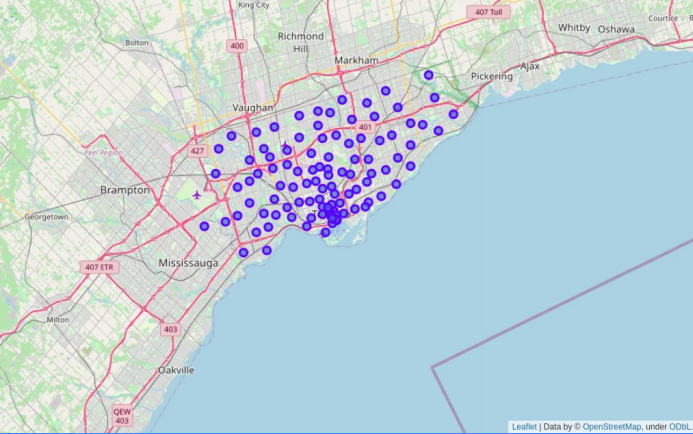 King City
407 Toll
Bolton
400
Richmond
Hill
Whitby
Oshawa
Courtice
Markham
Ajax
Pickering
Vaughan
401
427
Peel Region
Brampton
Georgetown
407 ETR
Mississauga
Milton
403
Oakville
QEW
403
Leaflet | Data by © OpenStreetMap, under ODbL.